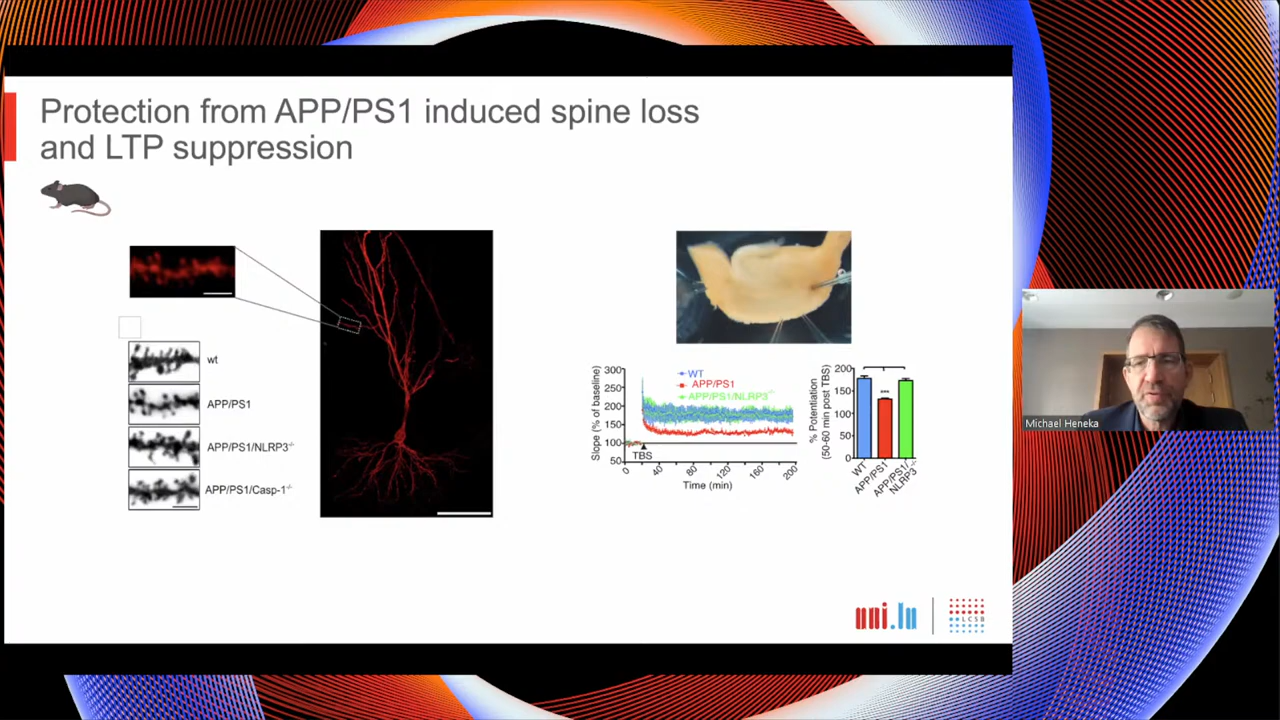 Protection from APP/PS1 induced spine loss
and LTP suppression
wt
APP/PS1
APP/PS1/NLRP3-/-
APP/PS1/Casp-1-/-
Slope (% of baseline)
300
250
200
150
100
50
WT
APP/PS1
APP/PS1/NLRP3-/-
TBS
0
40
80
120
160
200
Time (min)
% Potentiation
(50-60 min post TBS)
200
150
100
50
0
***
WT
APP/PS1
APP/PS1/
NLRP3-/-
Michael Heneka
uni.lu
LCSB